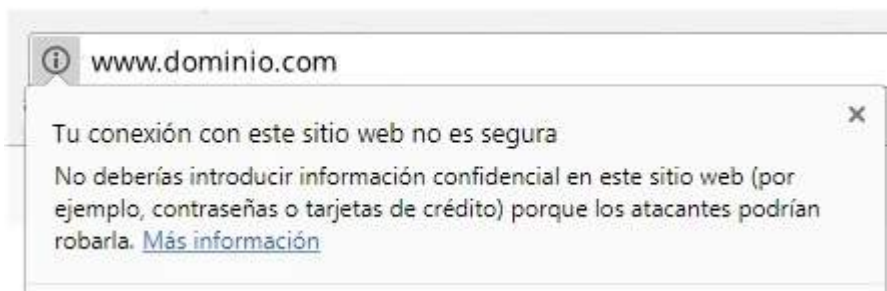 www.dominio.com
Tu conexión con este sitio web no es segura
No deberías introducir información confidencial en este sitio web (por
ejemplo, contraseñas o tarjetas de crédito) porque los atacantes podrían
robarla. Más información